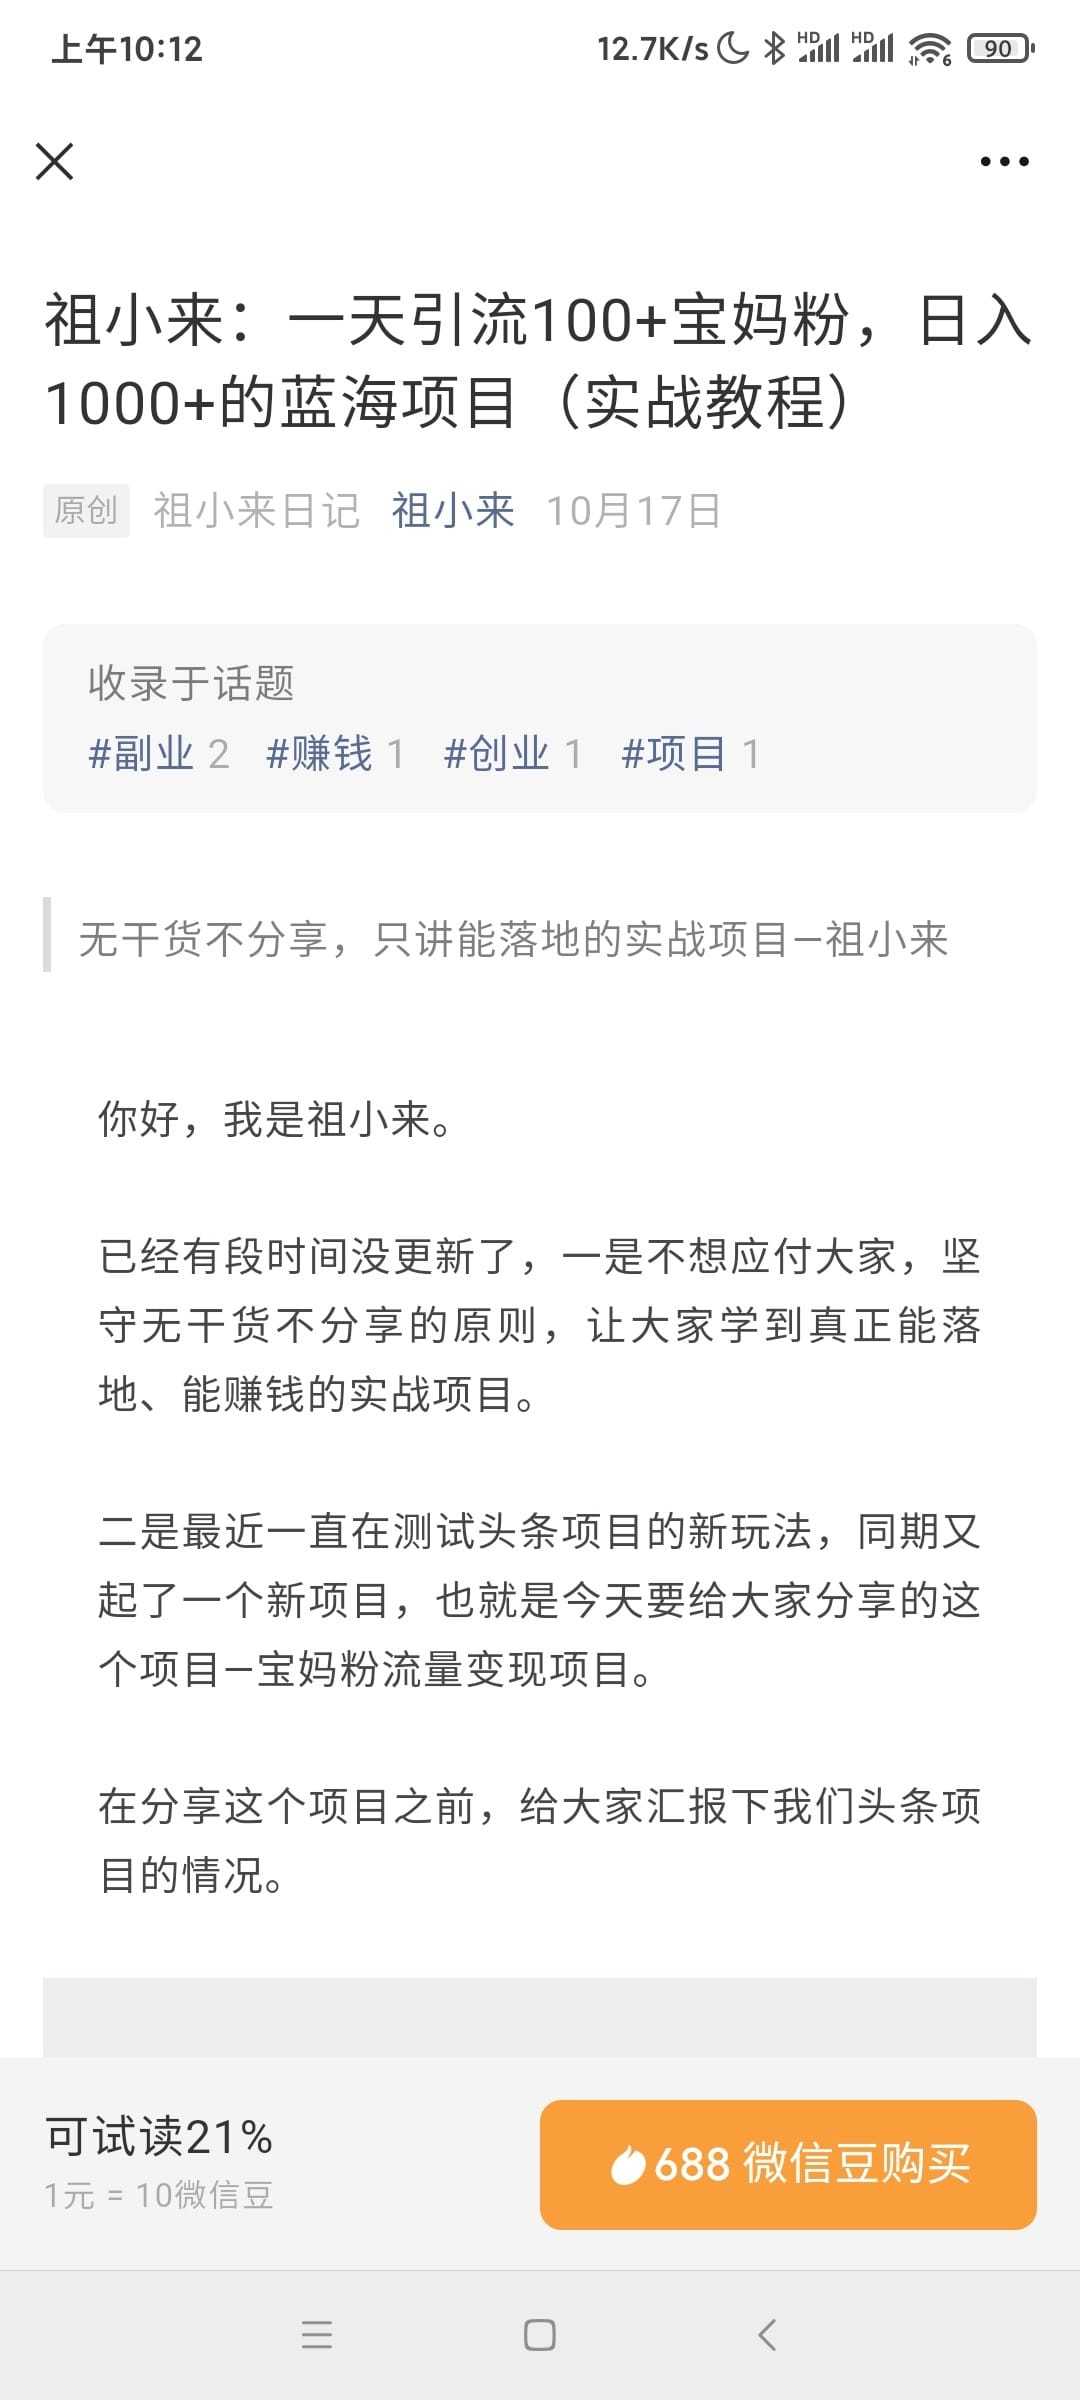 上午10:12
12.7K/s HD HD 6 90
祖小来：一天引流100+宝妈粉，日入
1000+的蓝海项目（实战教程）
原创 祖小来日记 祖小来 10月17日
收录于话题
#副业 2 #赚钱 1 #创业 1 #项目 1
无干货不分享，只讲能落地的实战项目—祖小来
你好，我是祖小来。
已经有段时间没更新了，一是不想应付大家，坚
守无干货不分享的原则，让大家学到真正能落
地、能赚钱的实战项目。
二是最近一直在测试头条项目的新玩法，同期又
起了一个新项目，也就是今天要给大家分享的这
个项目—宝妈粉流量变现项目。
在分享这个项目之前，给大家汇报下我们头条项
目的情况。
可试读21%
1元 = 10微信豆
688 微信豆购买